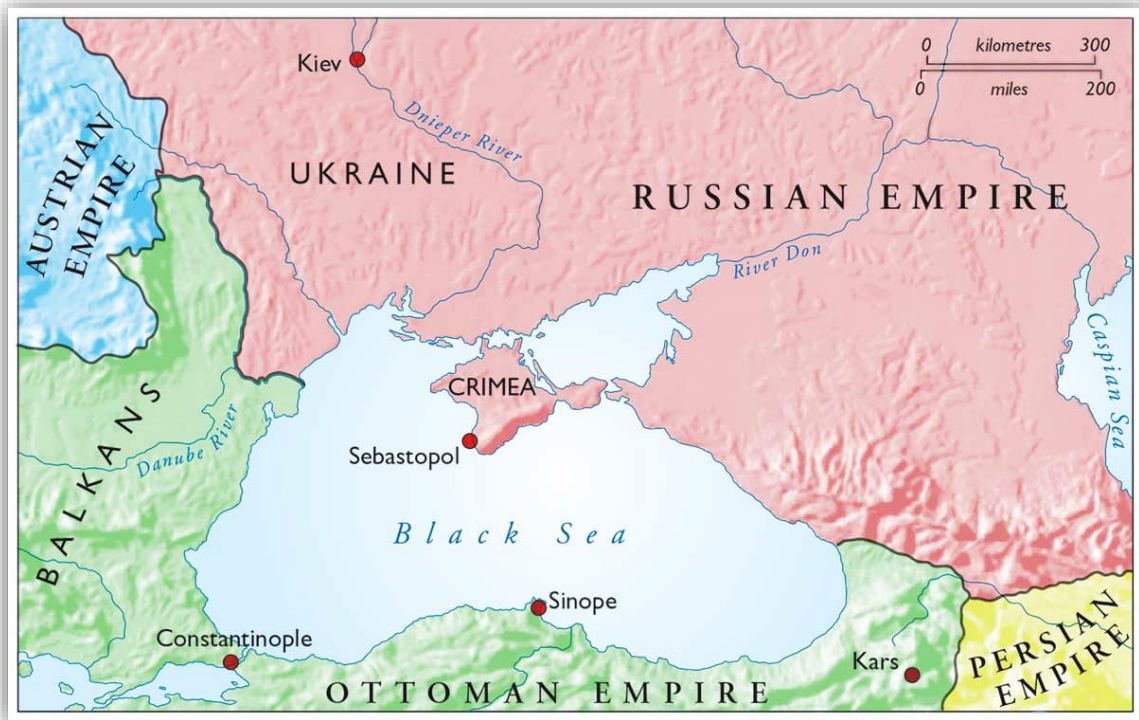 0 kilometres 300
0 miles 200
Kiev
Dnieper River
UKRAINE
AUSTRIAN
EMPIRE
RUSSIAN EMPIRE
River Don
Caspian Sea
CRIMEA
Sebastopol
BALKANS
Danube River
Black Sea
Sinope
Constantinople
Kars
PERSIAN
EMPIRE
OTTOMAN EMPIRE